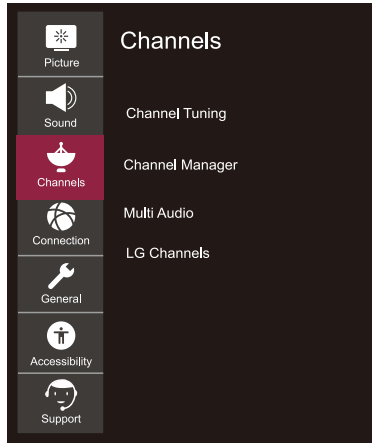 Picture
Sound
Channels
Connection
General
Accessibility
Support
Channels
Channel Tuning
Channel Manager
Multi Audio
LG Channels